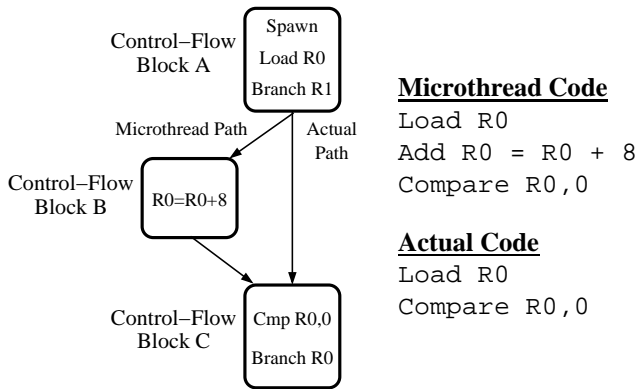 Control-Flow
Block A
Spawn
Load R0
Branch R1
Microthread Path
Actual
Path
Control-Flow
Block B
R0=R0+8
Control-Flow
Block C
Cmp R0,0
Branch R0
Microthread Code
Load R0
Add R0 = R0 + 8
Compare R0,0
Actual Code
Load R0
Compare R0,0